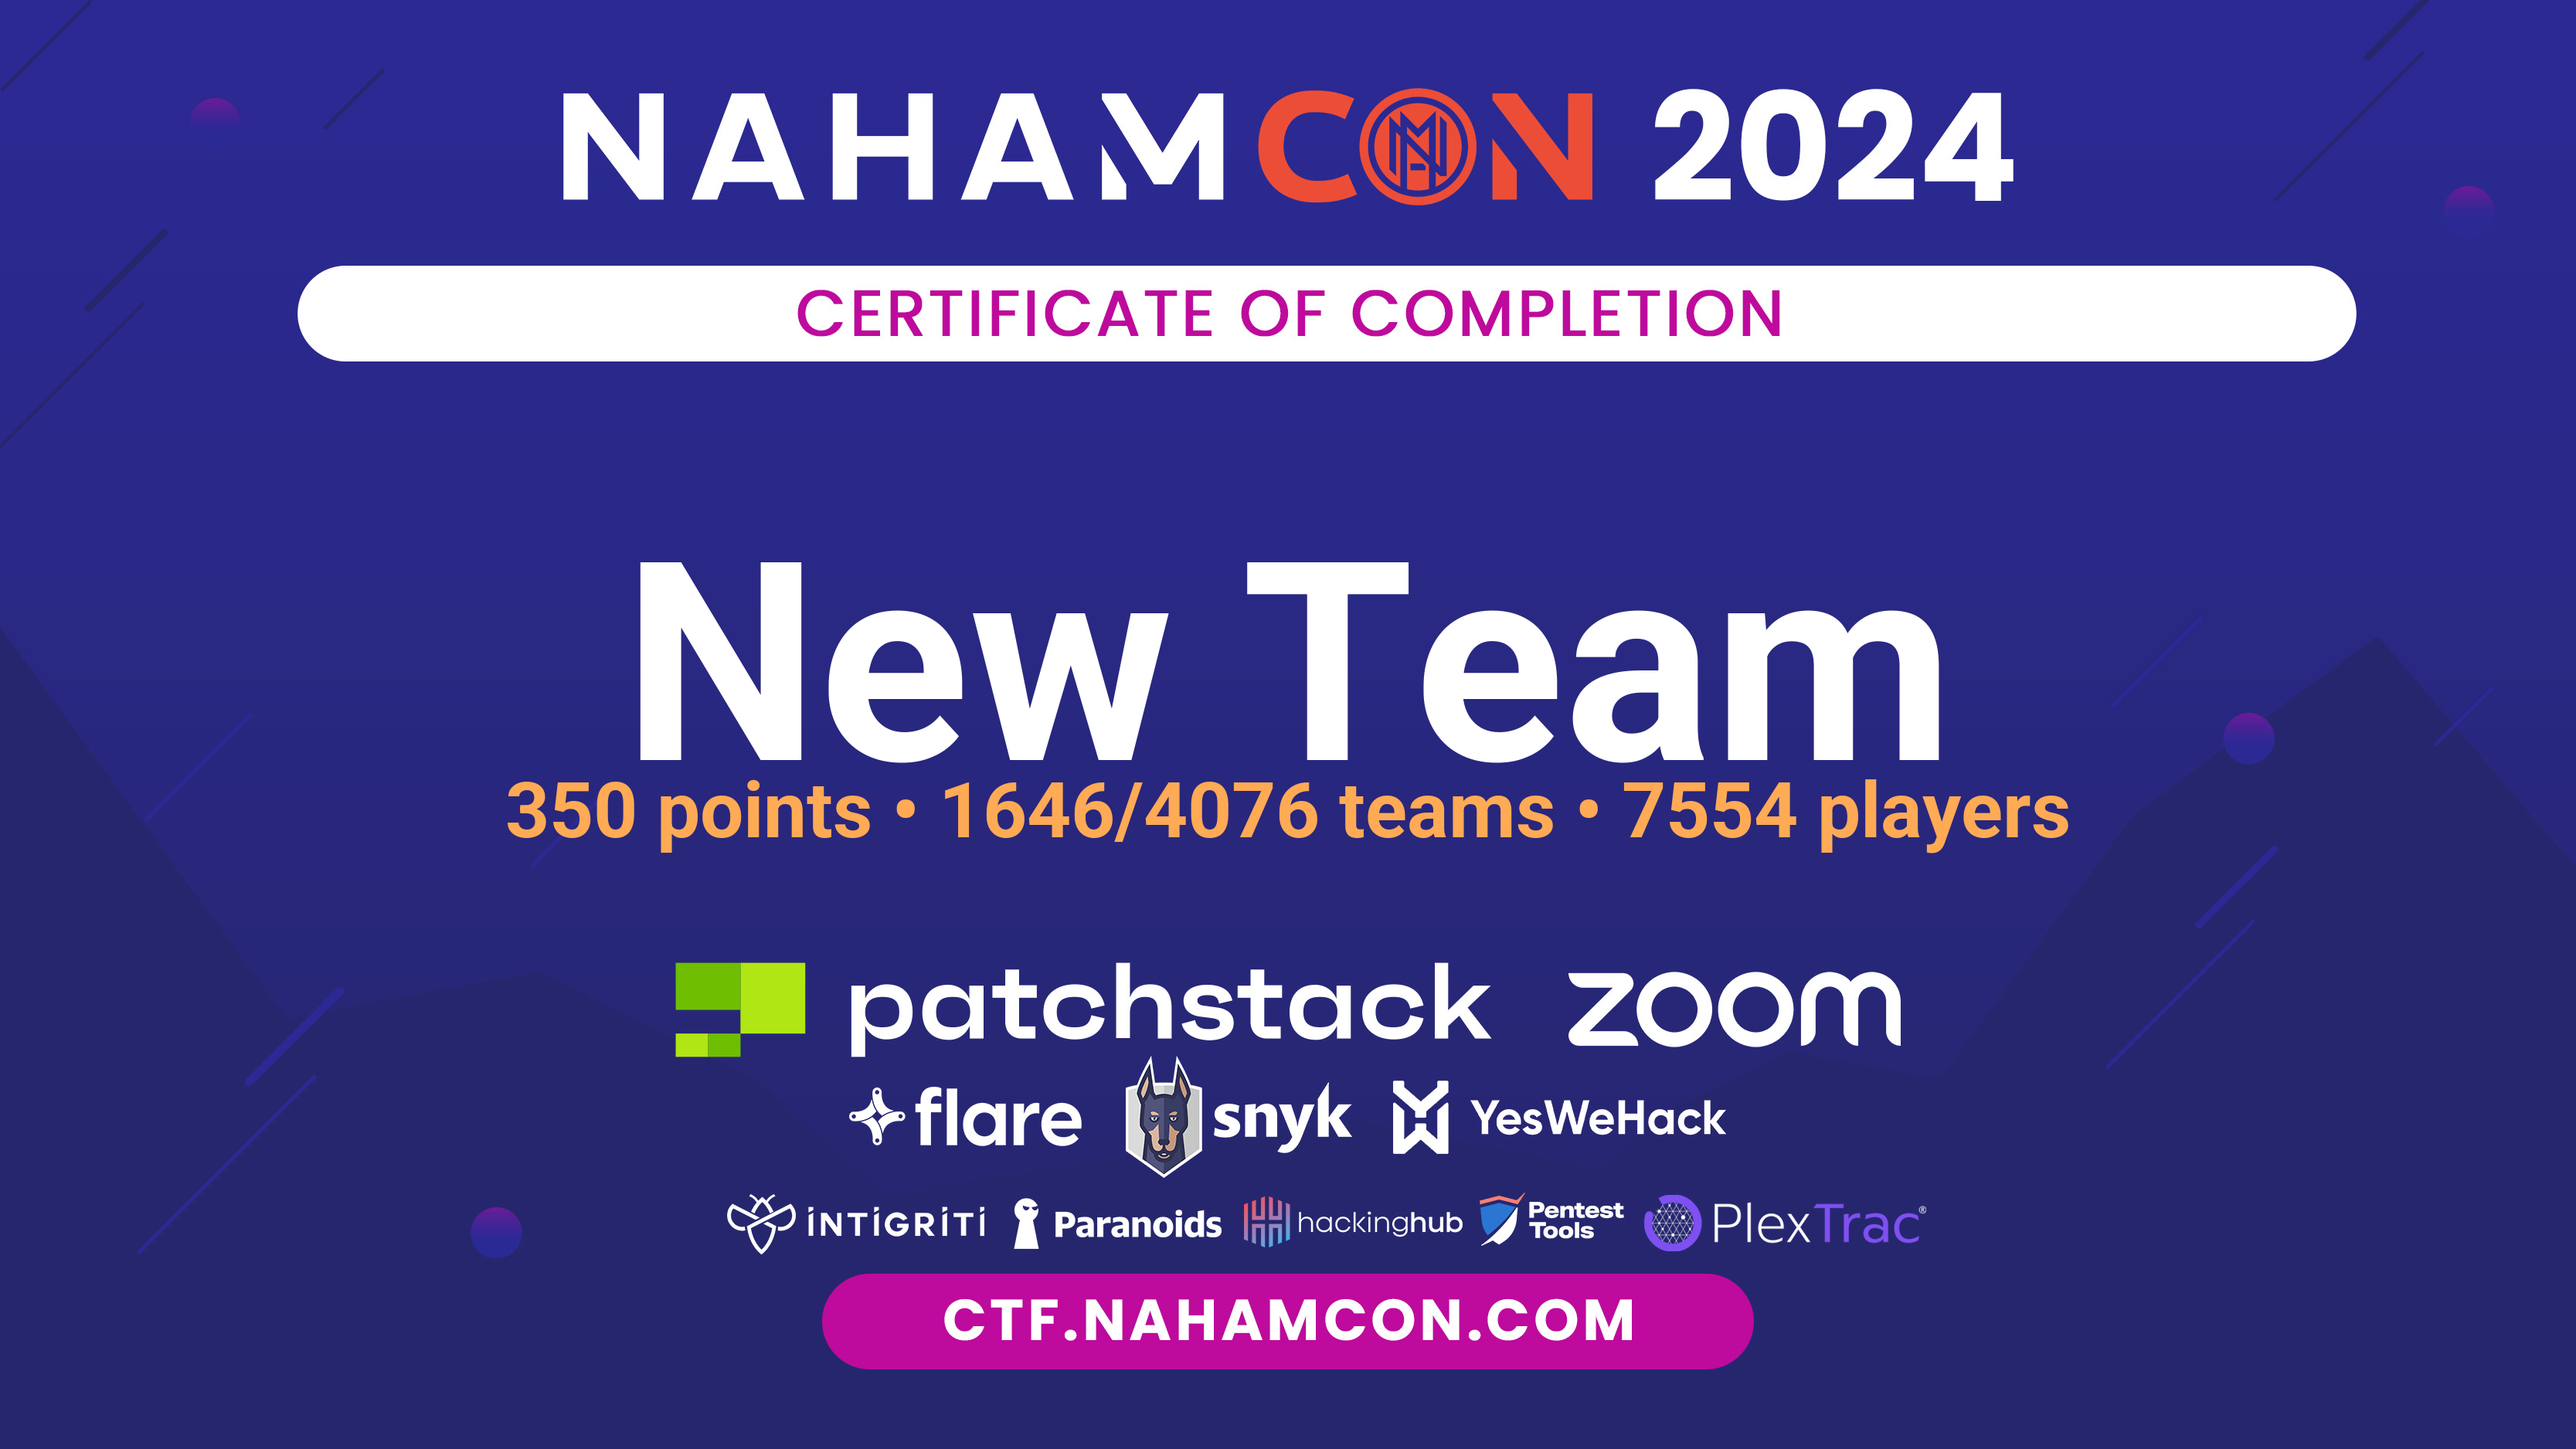 NAHAMCON 2024
CERTIFICATE OF COMPLETION
New Team
350 points • 1646/4076 teams • 7554 players
patchstack zoom
flare snyk YesWeHack
INTIGRITI Paranoids hackinghub Pentest Tools PlexTrac®
CTF.NAHAMCON.COM